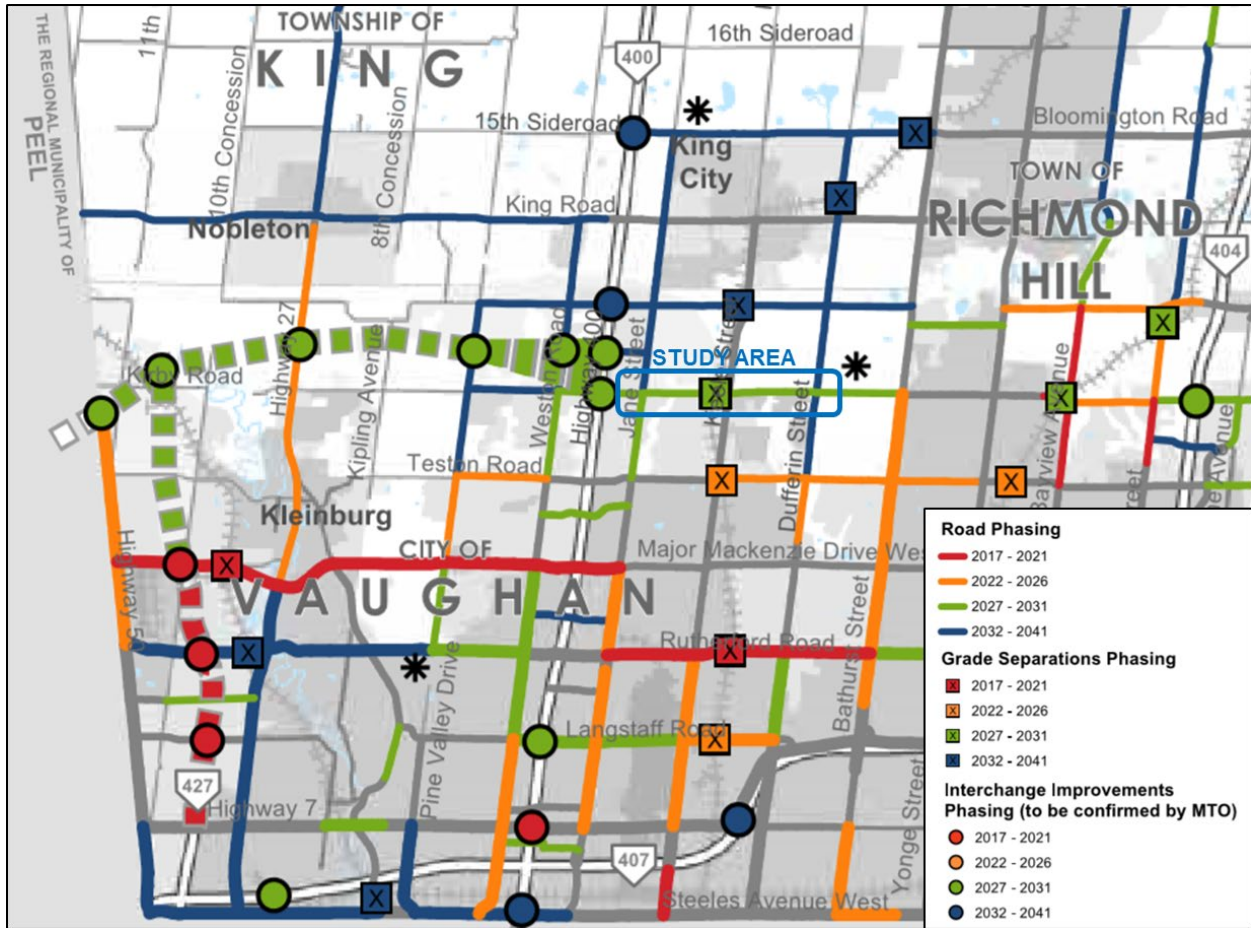 TOWNSHIP OF
KING
16th Sideroad
11th
THE REGIONAL MUNICIPALITY OF
PEEL
10th Concession
8th Concession
400
15th Sideroad
King
City
Bloomington Road
TOWN OF
RICHMOND
HILL
404
King Road
Nobleton
Highway 27
Kipling Avenue
Kirby Road
Weston Road
Highway 400
Jane Street
STUDY AREA
Dufferin Street
Bayview Avenue
Teston Road
Kleinburg
CITY OF
VAUGHAN
Major Mackenzie Drive West
Highway 50
Rutherford Road
Bathurst Street
Pine Valley Drive
Langstaff Road
427
Highway 7
407
Yonge Street
Steeles Avenue West
Road Phasing
2017 - 2021
2022 - 2026
2027 - 2031
2032 - 2041
Grade Separations Phasing
X 2017 - 2021
X 2022 - 2026
X 2027 - 2031
X 2032 - 2041
Interchange Improvements
Phasing (to be confirmed by MTO)
2017 - 2021
2022 - 2026
2027 - 2031
2032 - 2041